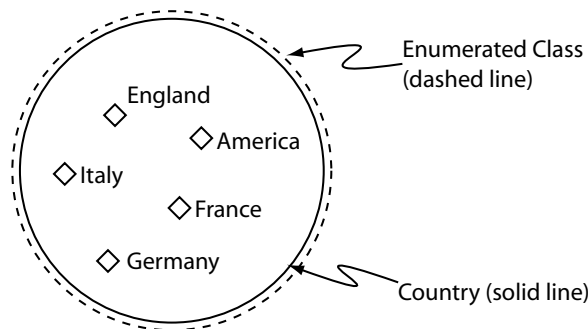 Enumerated Class
(dashed line)
England
America
Italy
France
Germany
Country (solid line)